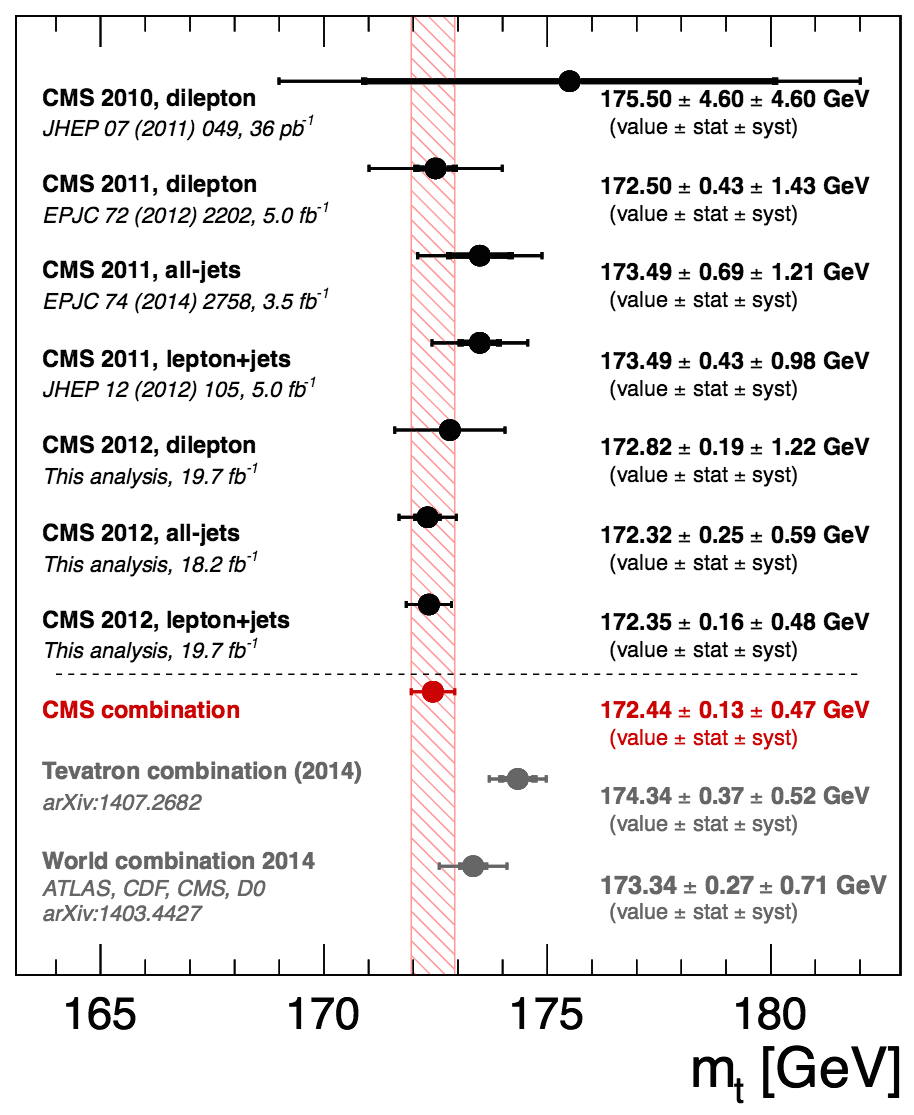 CMS 2010, dilepton
JHEP 07 (2011) 049, 36 pb⁻¹
175.50 ± 4.60 ± 4.60 GeV
(value ± stat ± syst)
CMS 2011, dilepton
EPJC 72 (2012) 2202, 5.0 fb⁻¹
172.50 ± 0.43 ± 1.43 GeV
(value ± stat ± syst)
CMS 2011, all-jets
EPJC 74 (2014) 2758, 3.5 fb⁻¹
173.49 ± 0.69 ± 1.21 GeV
(value ± stat ± syst)
CMS 2011, lepton+jets
JHEP 12 (2012) 105, 5.0 fb⁻¹
173.49 ± 0.43 ± 0.98 GeV
(value ± stat ± syst)
CMS 2012, dilepton
This analysis, 19.7 fb⁻¹
172.82 ± 0.19 ± 1.22 GeV
(value ± stat ± syst)
CMS 2012, all-jets
This analysis, 18.2 fb⁻¹
172.32 ± 0.25 ± 0.59 GeV
(value ± stat ± syst)
CMS 2012, lepton+jets
This analysis, 19.7 fb⁻¹
172.35 ± 0.16 ± 0.48 GeV
(value ± stat ± syst)
CMS combination
172.44 ± 0.13 ± 0.47 GeV
(value ± stat ± syst)
Tevatron combination (2014)
arXiv:1407.2682
174.34 ± 0.37 ± 0.52 GeV
(value ± stat ± syst)
World combination 2014
ATLAS, CDF, CMS, D0
arXiv:1403.4427
173.34 ± 0.27 ± 0.71 GeV
(value ± stat ± syst)
165 170 175 180
mₜ [GeV]